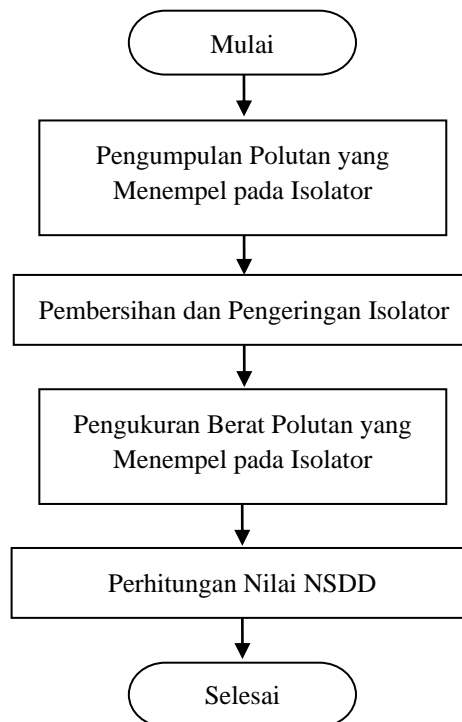 Mulai
Pengumpulan Polutan yang
Menempel pada Isolator
Pembersihan dan Pengeringan Isolator
Pengukuran Berat Polutan yang
Menempel pada Isolator
Perhitungan Nilai NSDD
Selesai